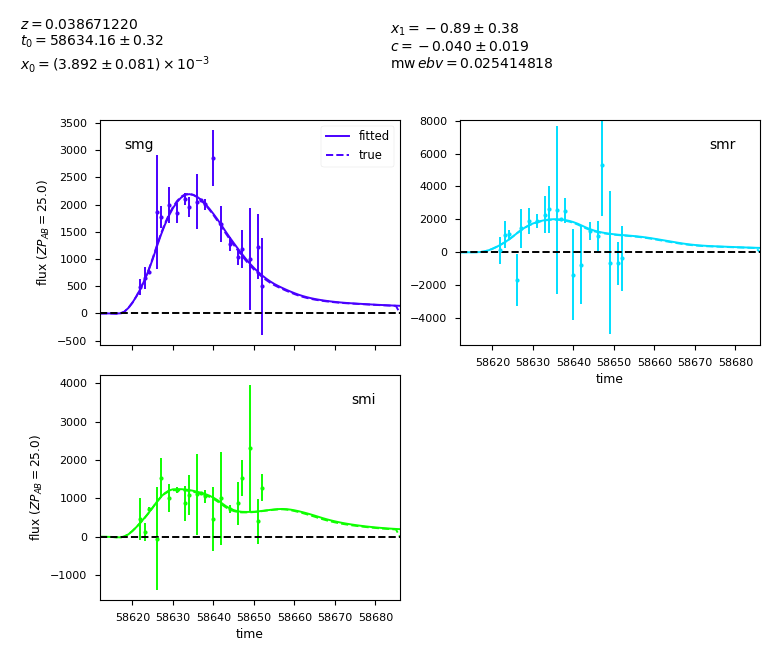 z = 0.038671220
t₀ = 58634.16 ± 0.32
x₀ = (3.892 ± 0.081) × 10⁻³
x₁ = −0.89 ± 0.38
c = −0.040 ± 0.019
mw ebv = 0.025414818
smg
fitted
true
3500
3000
2500
2000
1500
1000
500
0
−500
flux (ZP_AB = 25.0)
smr
8000
6000
4000
2000
0
−2000
−4000
58620 58630 58640 58650 58660 58670 58680
time
smi
4000
3000
2000
1000
0
−1000
flux (ZP_AB = 25.0)
58620 58630 58640 58650 58660 58670 58680
time